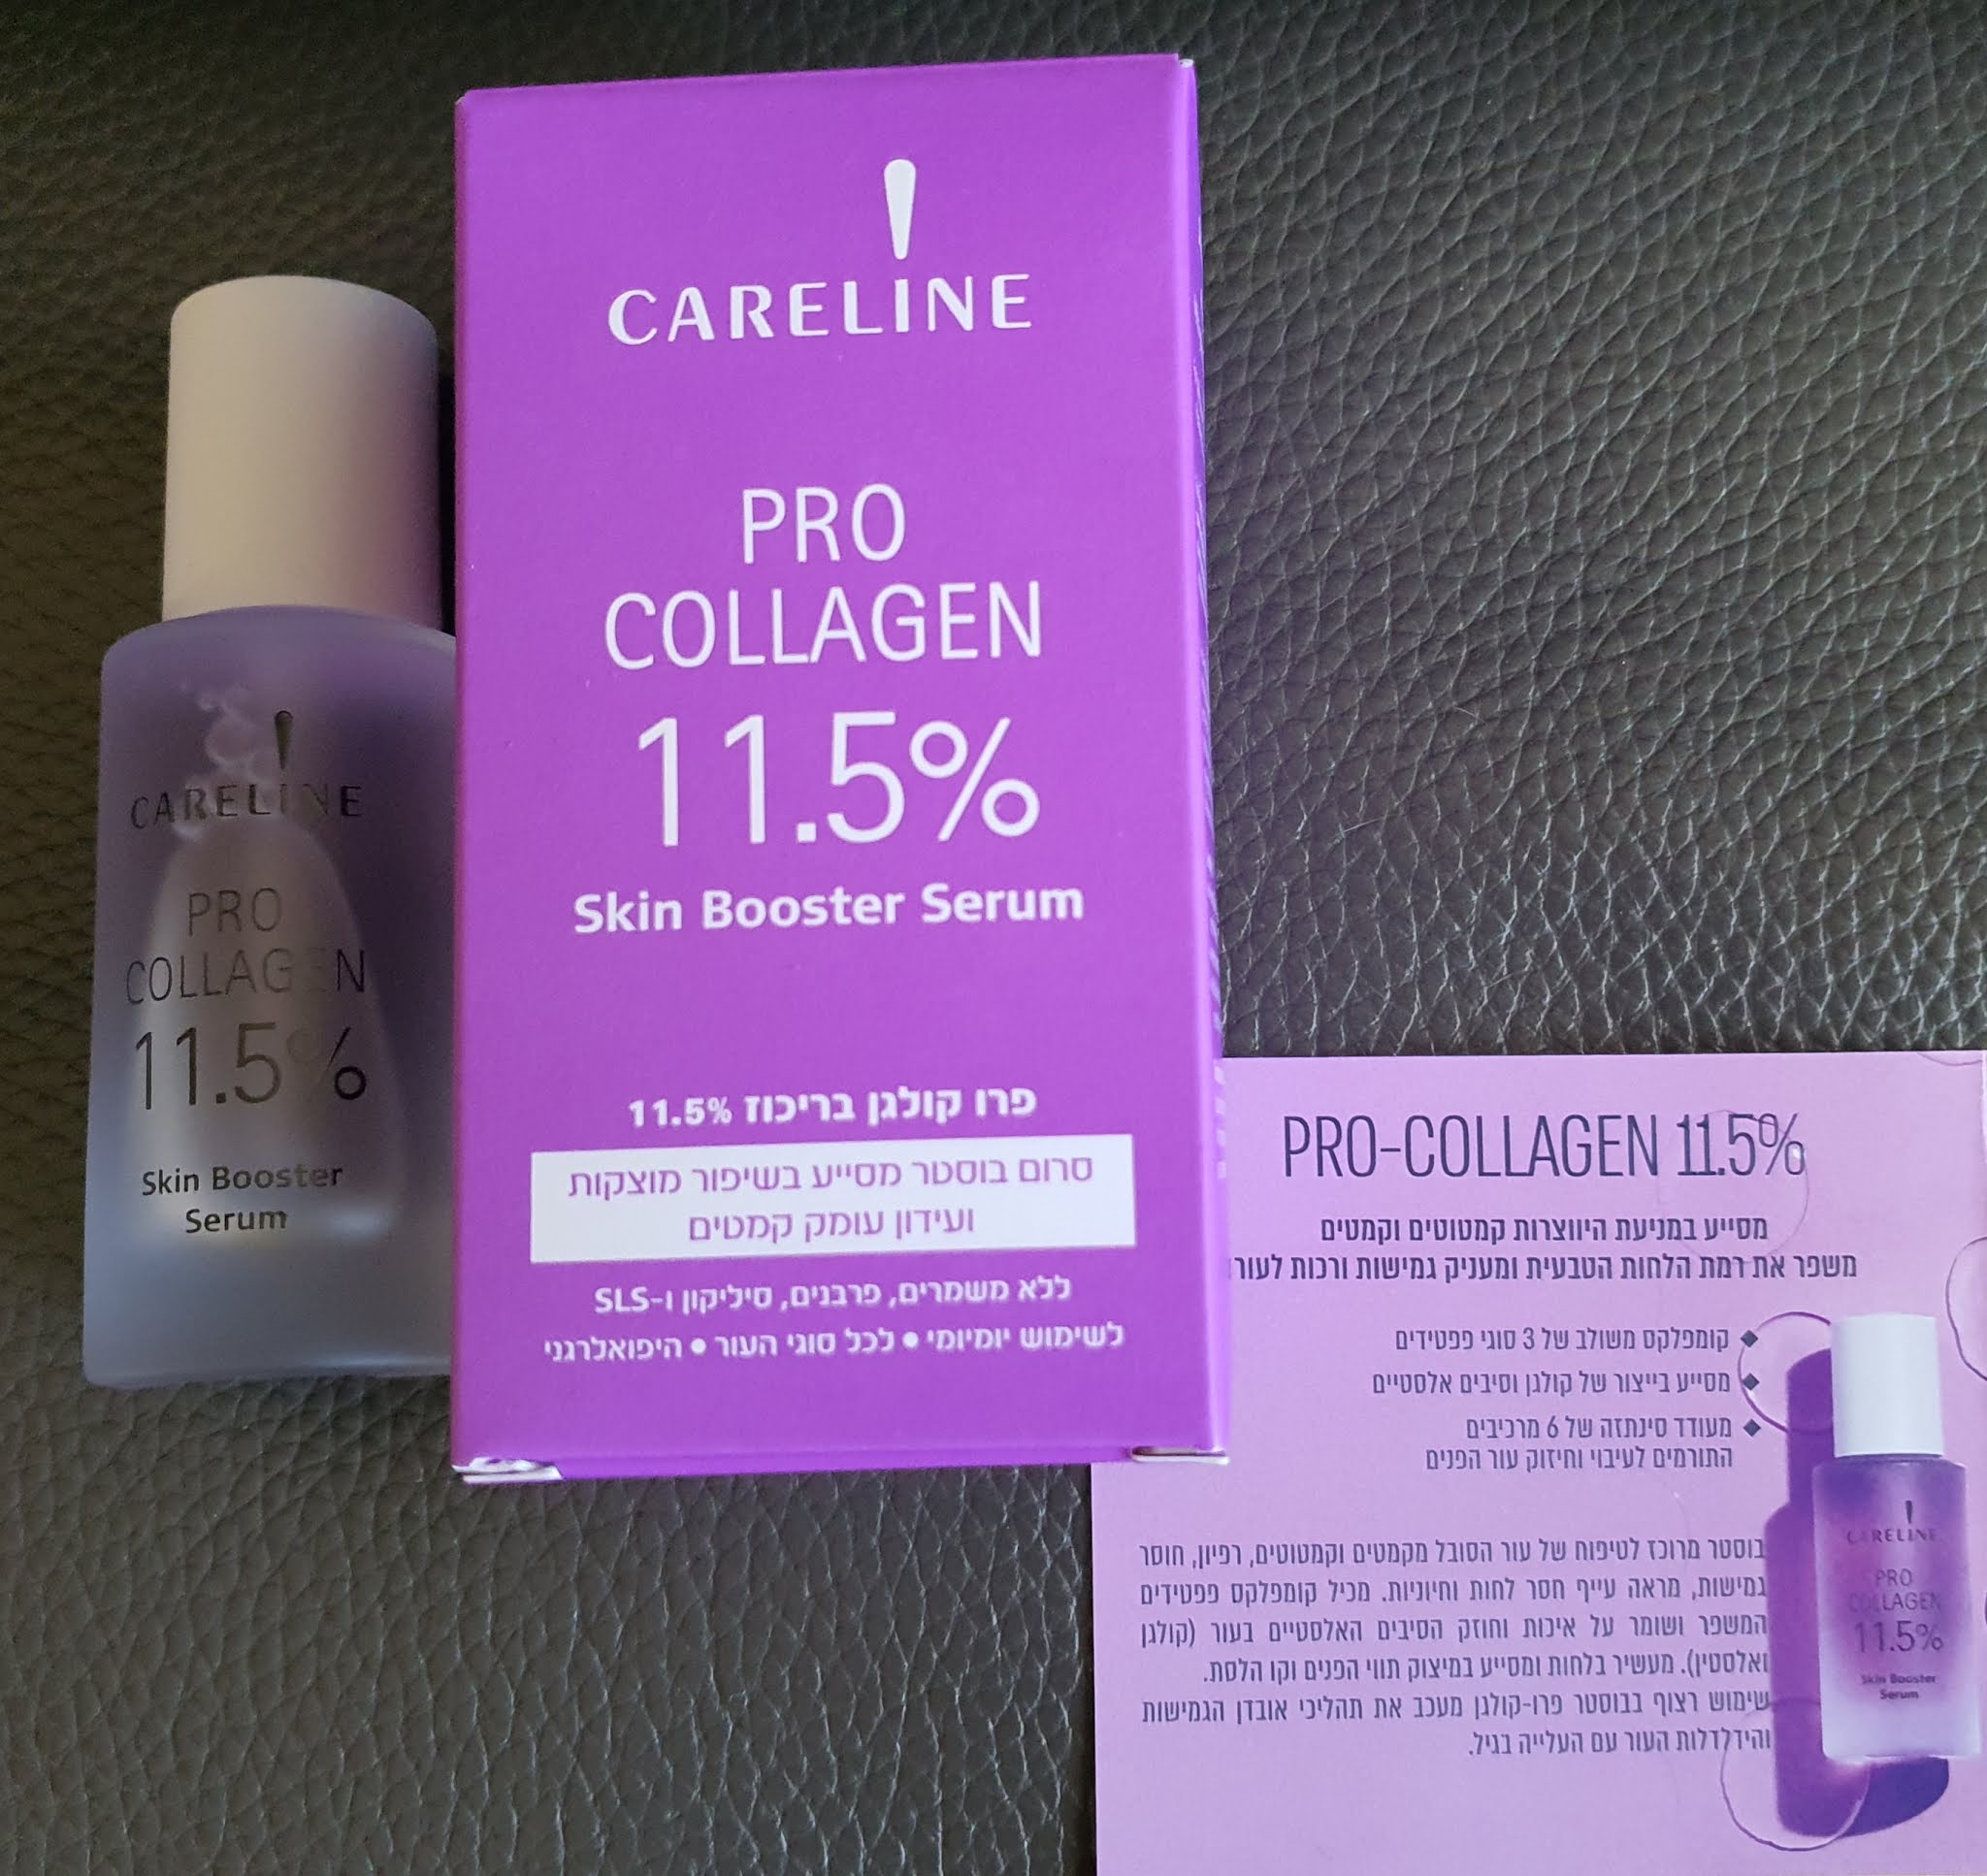 CARELINE
PRO
COLLAGEN
11.5%
Skin Booster
Serum
CARELINE
PRO
COLLAGEN
11.5%
Skin Booster Serum
פרו קולגן בריכוז 11.5%
סרום בוסטר מסייע בשיפור מוצקות
ועידון עומק קמטים
ללא משמרים, פרבנים, סיליקון ו-SLS
לשימוש יומיומי • לכל סוגי העור • היפואלרגני
PRO-COLLAGEN 11.5%
מסייע במניעת היווצרות קמטוטים וקמטים
משפר את רמת הלחות הטבעית ומעניק גמישות ורכות לעור
◆ קומפלקס משולב של 3 סוגי פפטידים
◆ מסייע בייצור של קולגן וסיבים אלסטיים
◆ מעודד סינתזה של 6 מרכיבים
התורמים לעיבוי וחיזוק עור הפנים
בוסטר מרוכז לטיפוח של עור הסובל מקמטים וקמטוטים, רפיון, חוסר
גמישות, מראה עייף חסר לחות וחיוניות. מכיל קומפלקס פפטידים
המשפר ושומר על איכות וחוזק הסיבים האלסטיים בעור (קולגן
ואלסטין). מעשיר בלחות ומסייע במיצוק תווי הפנים וקו הלסת.
שימוש רצוף בבוסטר פרו-קולגן מעכב את תהליכי אובדן הגמישות
והידלדלות העור עם העלייה בגיל.
CARELINE
PRO
COLLAGEN
11.5%
Skin Booster
Serum